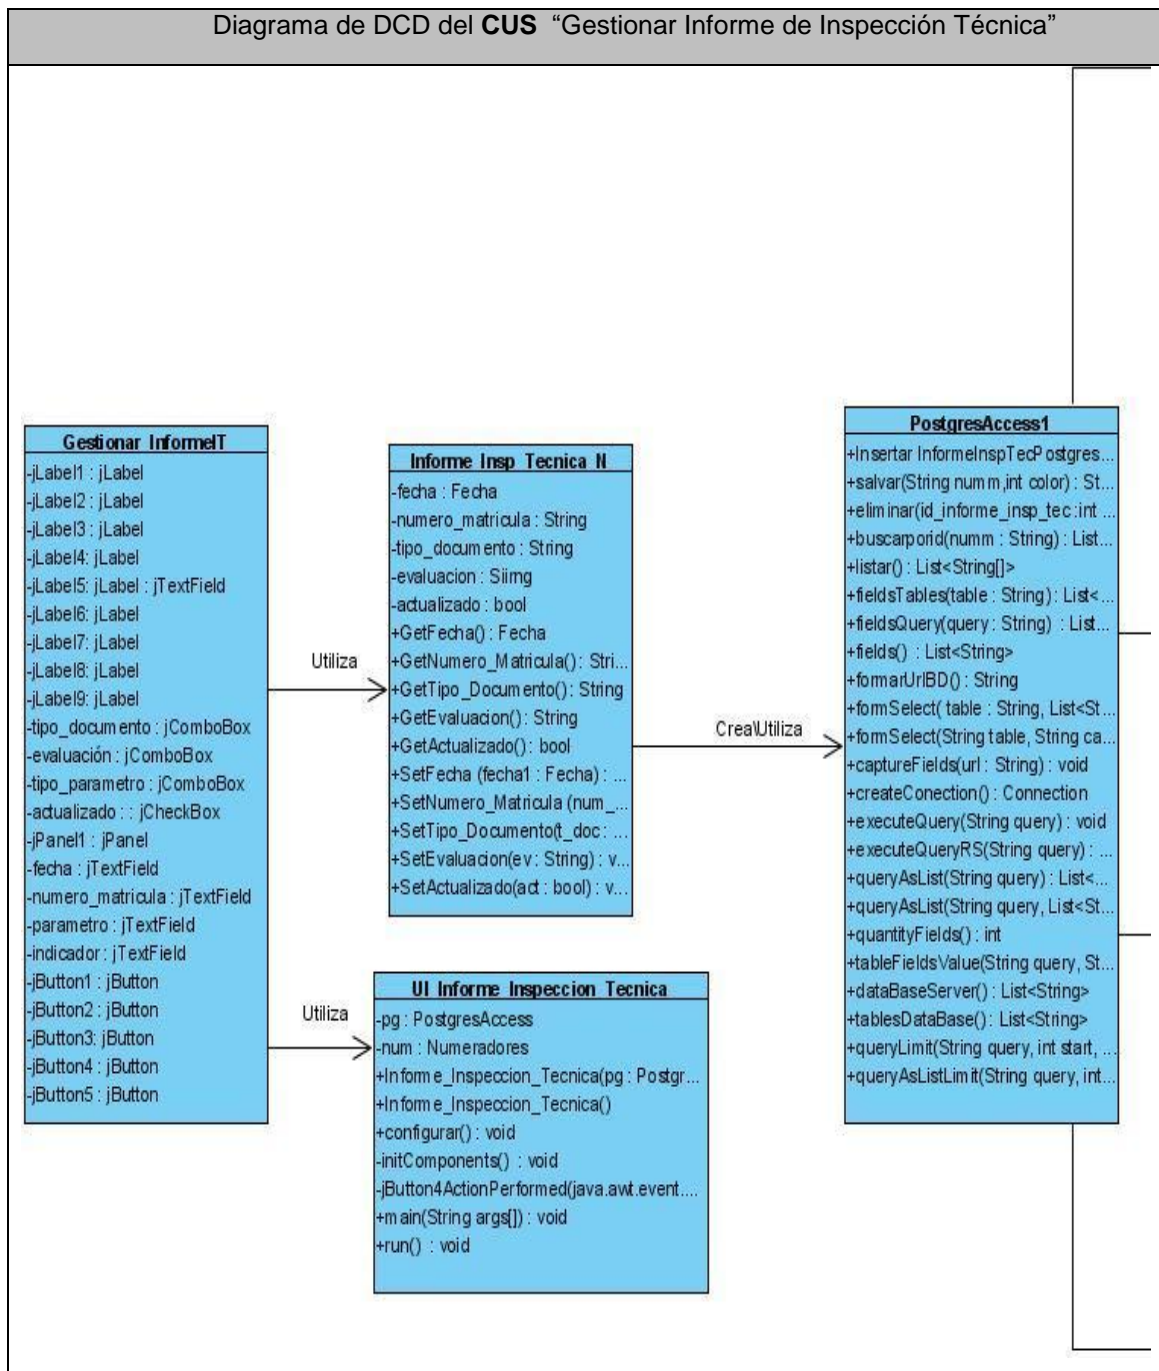 Diagrama de DCD del CUS “Gestionar Informe de Inspección Técnica”
Gestionar_InformeIT
-jLabel1 : jLabel
-jLabel2 : jLabel
-jLabel3 : jLabel
-jLabel4: jLabel
-jLabel5: jLabel : jTextField
-jLabel6: jLabel
-jLabel7: jLabel
-jLabel8: jLabel
-jLabel9: jLabel
-tipo_documento : jComboBox
-evaluación : jComboBox
-tipo_parametro : jComboBox
-actualizado : : jCheckBox
-jPanel1 : jPanel
-fecha : jTextField
-numero_matricula : jTextField
-parametro : jTextField
-indicador : jTextField
-jButton1 : jButton
-jButton2 : jButton
-jButton3: jButton
-jButton4 : jButton
-jButton5 : jButton
Utiliza
Utiliza
Informe_Insp_Tecnica_N
-fecha : Fecha
-numero_matricula : String
-tipo_documento : String
-evaluacion : Siirng
-actualizado : bool
+GetFecha() : Fecha
+GetNumero_Matricula() : Stri...
+GetTipo_Documento() : String
+GetEvaluacion() : String
+GetActualizado() : bool
+SetFecha (fecha1 : Fecha) : ...
+SetNumero_Matricula (num_...
+SetTipo_Documento(t_doc : ...
+SetEvaluacion(ev : String) : v...
+SetActualizado(act : bool) : v...
UI_Informe_Inspeccion_Tecnica
-pg : PostgresAccess
-num : Numeradores
+Informe_Inspeccion_Tecnica(pg : Postgr...
+Informe_Inspeccion_Tecnica()
+configurar() : void
-initComponents() : void
-jButton4ActionPerformed(java.awt.event....
+main(String args[]) : void
+run() : void
Crea\Utiliza
PostgresAccess1
+Insertar InformeInspTecPostgres...
+salvar(String numm,int color) : St...
+eliminar(id_informe_insp_tec :int ...
+buscarporid(numm : String) : List...
+listar() : List<String[]>
+fieldsTables(table : String) : List<...
+fieldsQuery(query : String) : List...
+fields() : List<String>
+formarUrlBD() : String
+formSelect( table : String, List<St...
+formSelect(String table, String ca...
+captureFields(url : String) : void
+createConection() : Connection
+executeQuery(String query) : void
+executeQueryRS(String query) : ...
+queryAsList(String query) : List<...
+queryAsList(String query, List<St...
+quantityFields() : int
+tableFieldsValue(String query, St...
+dataBaseServer() : List<String>
+tablesDataBase() : List<String>
+queryLimit(String query, int start, ...
+queryAsListLimit(String query, int...